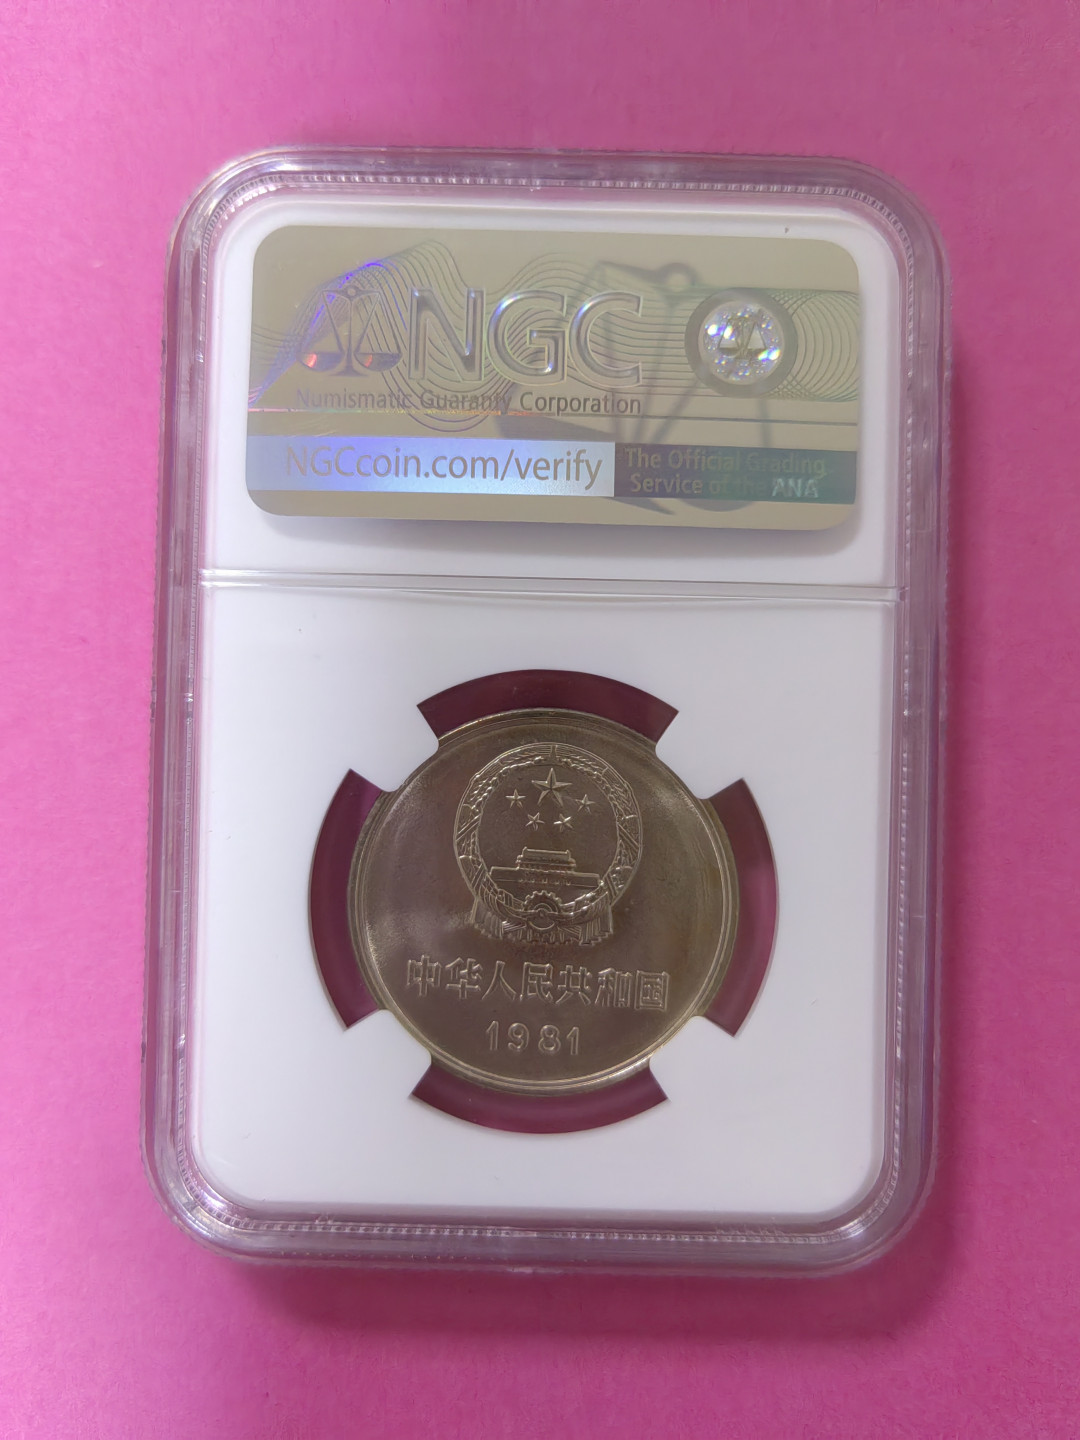 NGC
Numismatic Guaranty Corporation
NGCcoin.com/verify
The Official Grading
Service of the ANA
中华人民共和国
1981